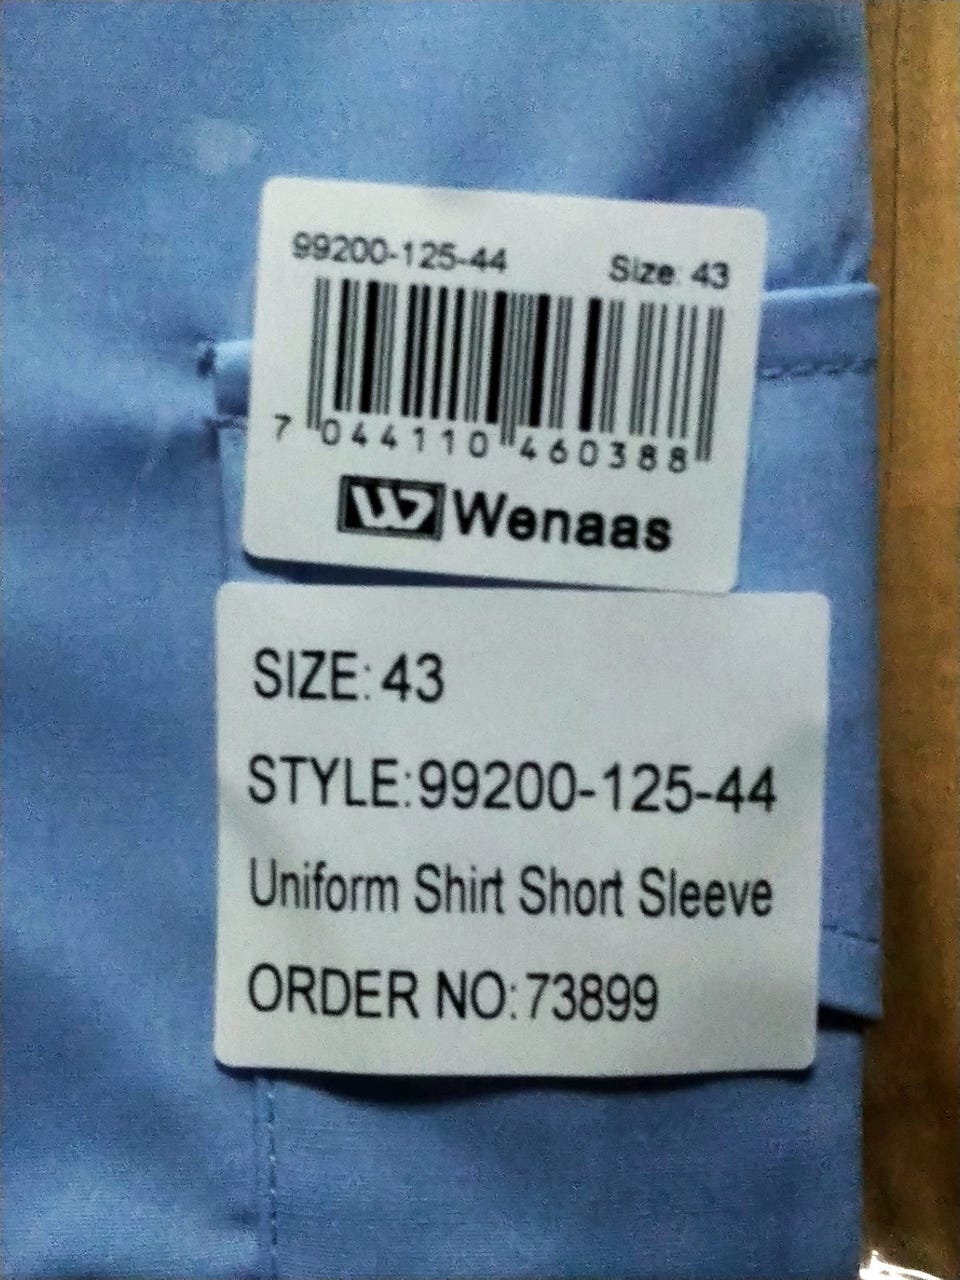 99200-125-44 Size: 43
7 044110 460388
Wenaas
SIZE: 43
STYLE:99200-125-44
Uniform Shirt Short Sleeve
ORDER NO:73899